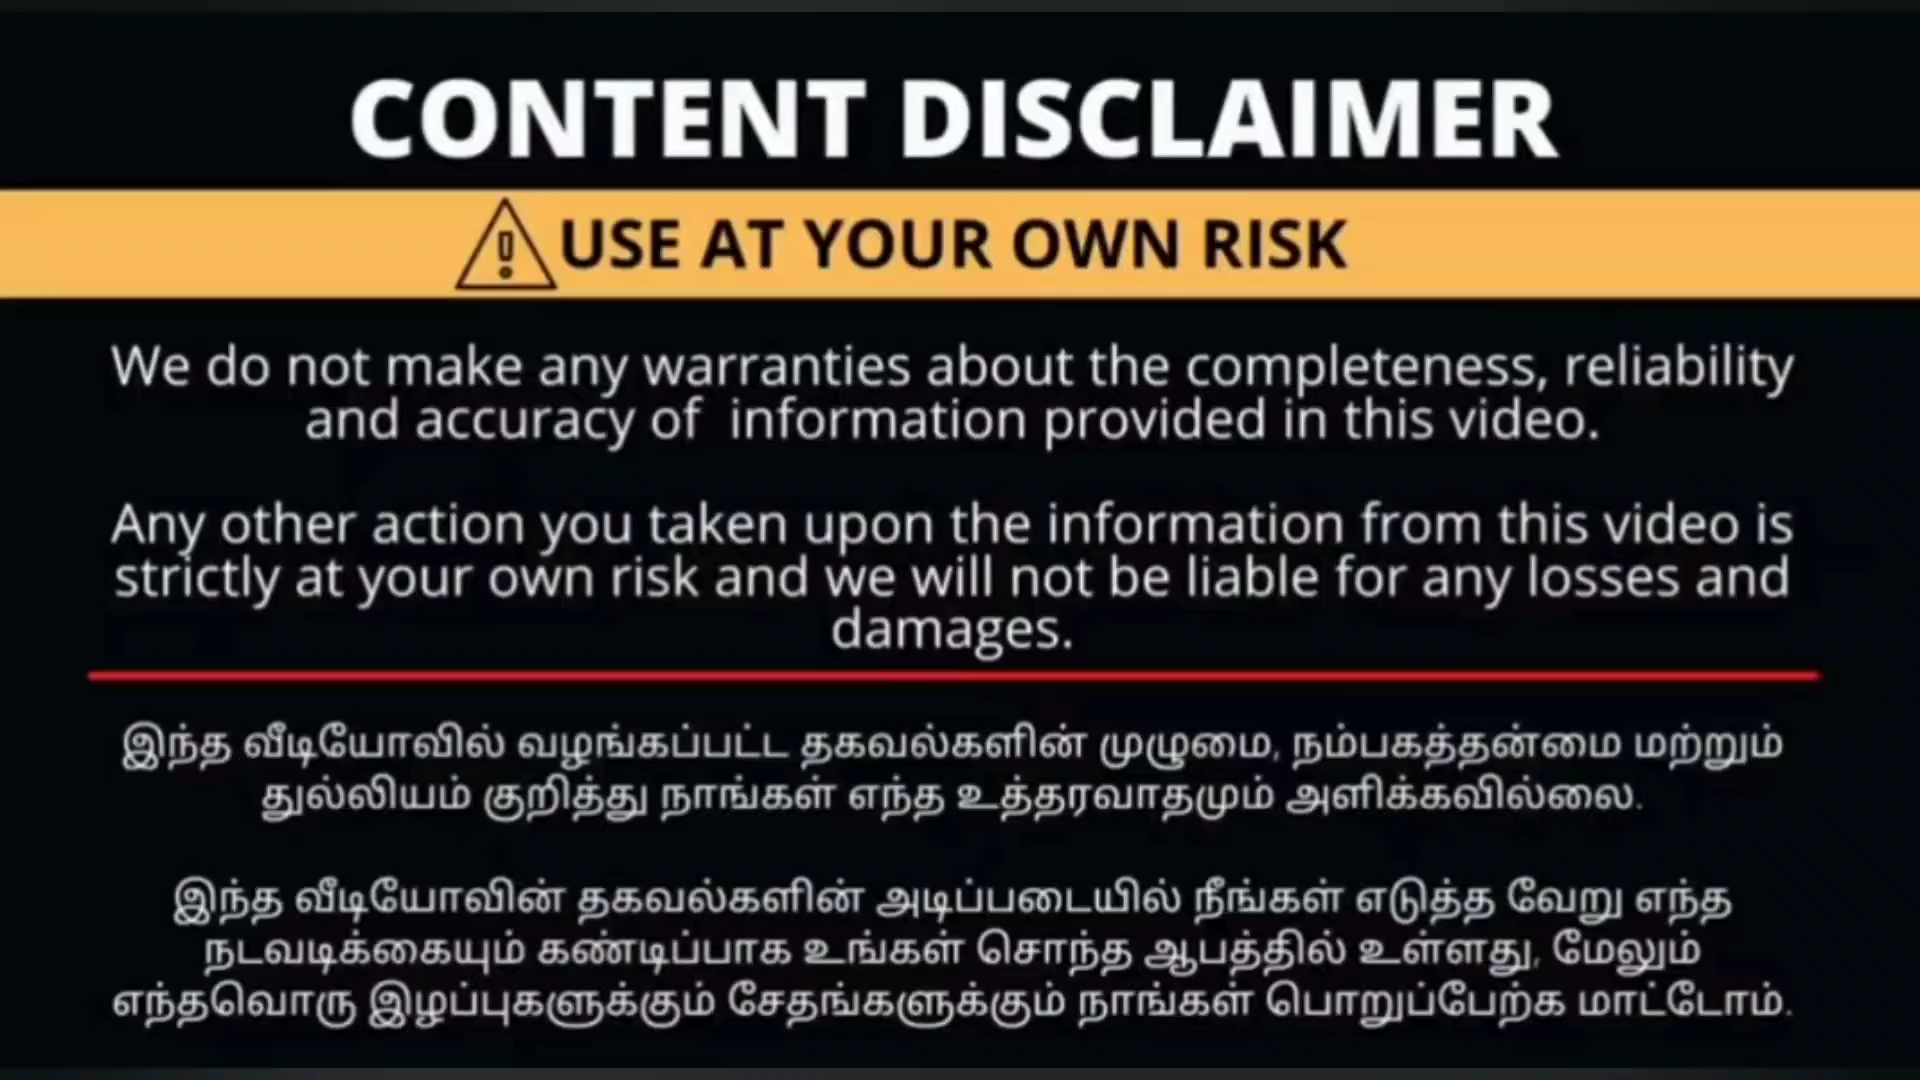 CONTENT DISCLAIMER
USE AT YOUR OWN RISK
We do not make any warranties about the completeness, reliability
and accuracy of information provided in this video.
Any other action you taken upon the information from this video is
strictly at your own risk and we will not be liable for any losses and
damages.
இந்த வீடியோவில் வழங்கப்பட்ட தகவல்களின் முழுமை, நம்பகத்தன்மை மற்றும்
துல்லியம் குறித்து நாங்கள் எந்த உத்தரவாதமும் அளிக்கவில்லை.
இந்த வீடியோவின் தகவல்களின் அடிப்படையில் நீங்கள் எடுத்த வேறு எந்த
நடவடிக்கையும் கண்டிப்பாக உங்கள் சொந்த ஆபத்தில் உள்ளது, மேலும்
எந்தவொரு இழப்புகளுக்கும் சேதங்களுக்கும் நாங்கள் பொறுப்பேற்க மாட்டோம்.